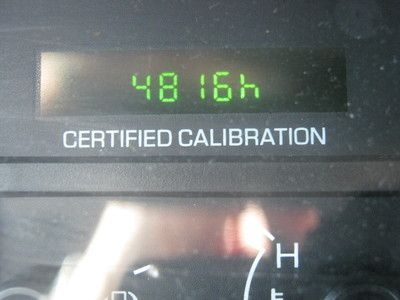 4816h
CERTIFIED CALIBRATION
H